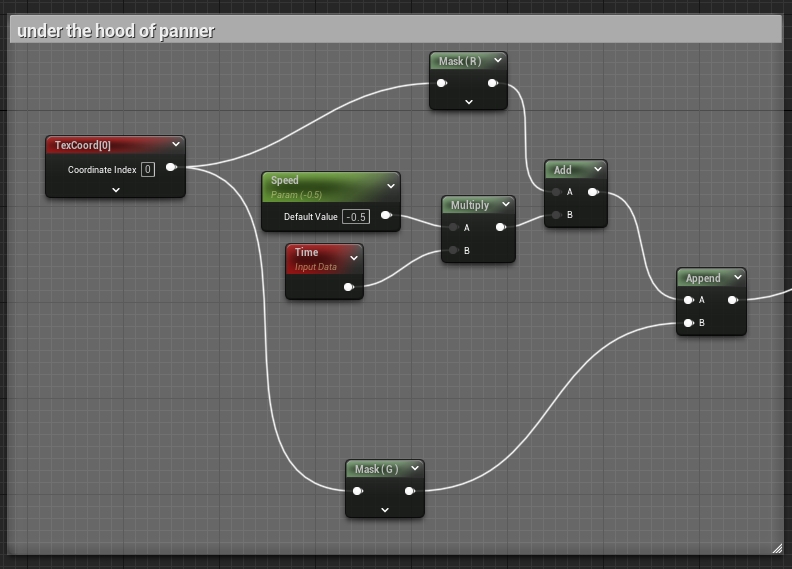 under the hood of panner
Mask ( R )
TexCoord[0]
Coordinate Index 0
Speed
Param (-0.5)
Default Value -0.5
Add
A
B
Multiply
A
B
Time
Input Data
Append
A
B
Mask ( G )